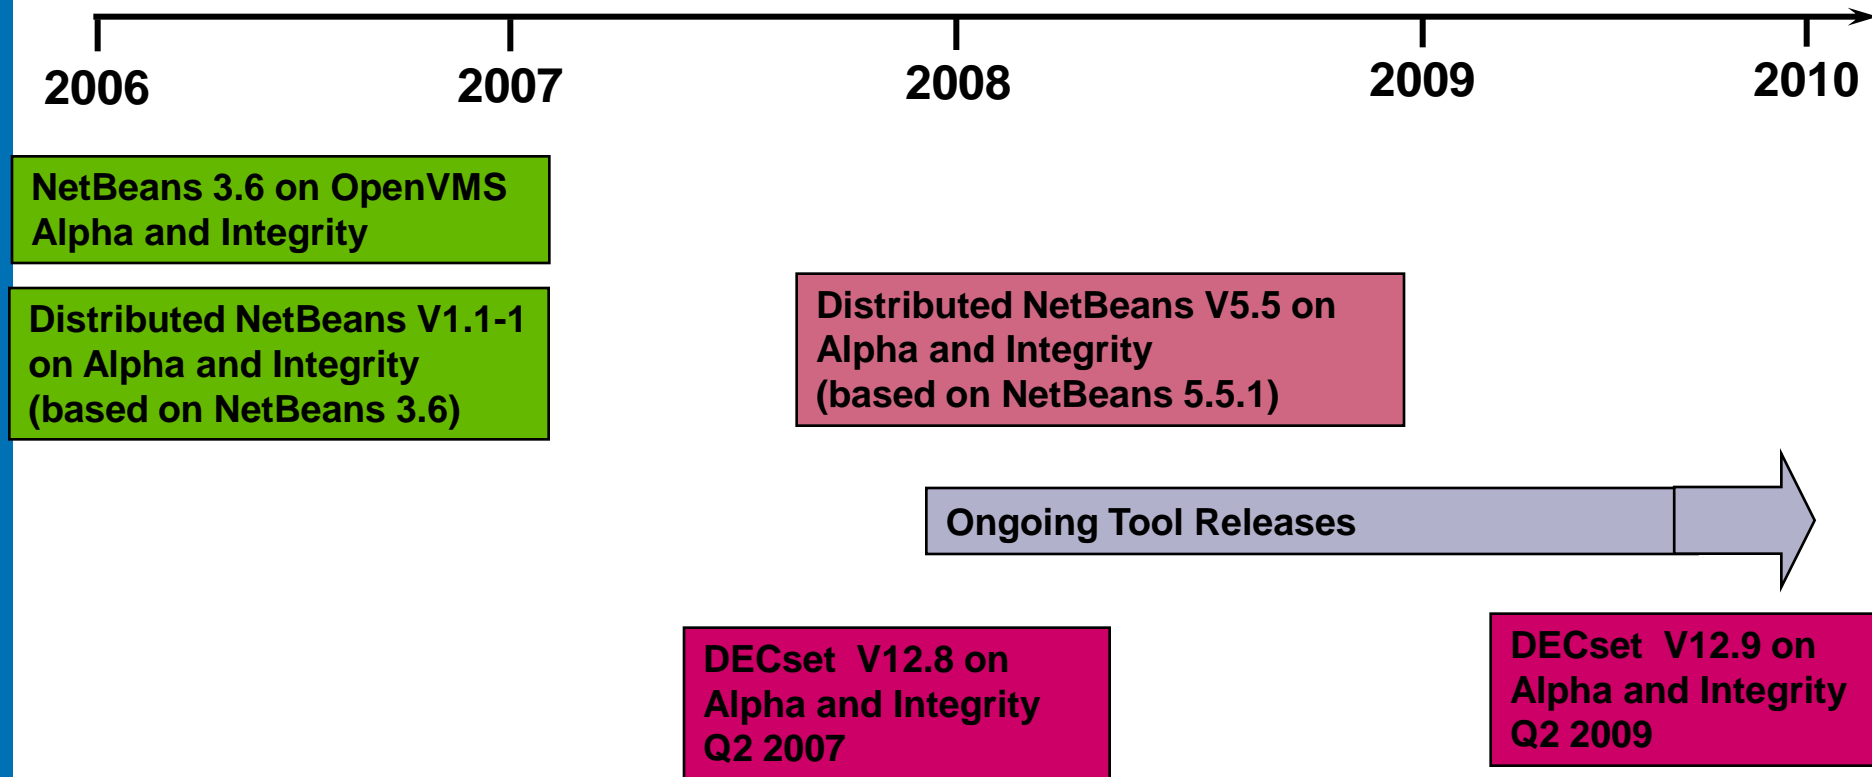 2006 2007 2008 2009 2010
NetBeans 3.6 on OpenVMS
Alpha and Integrity
Distributed NetBeans V1.1-1
on Alpha and Integrity
(based on NetBeans 3.6)
Distributed NetBeans V5.5 on
Alpha and Integrity
(based on NetBeans 5.5.1)
Ongoing Tool Releases
DECset  V12.8 on
Alpha and Integrity
Q2 2007
DECset  V12.9 on
Alpha and Integrity
Q2 2009